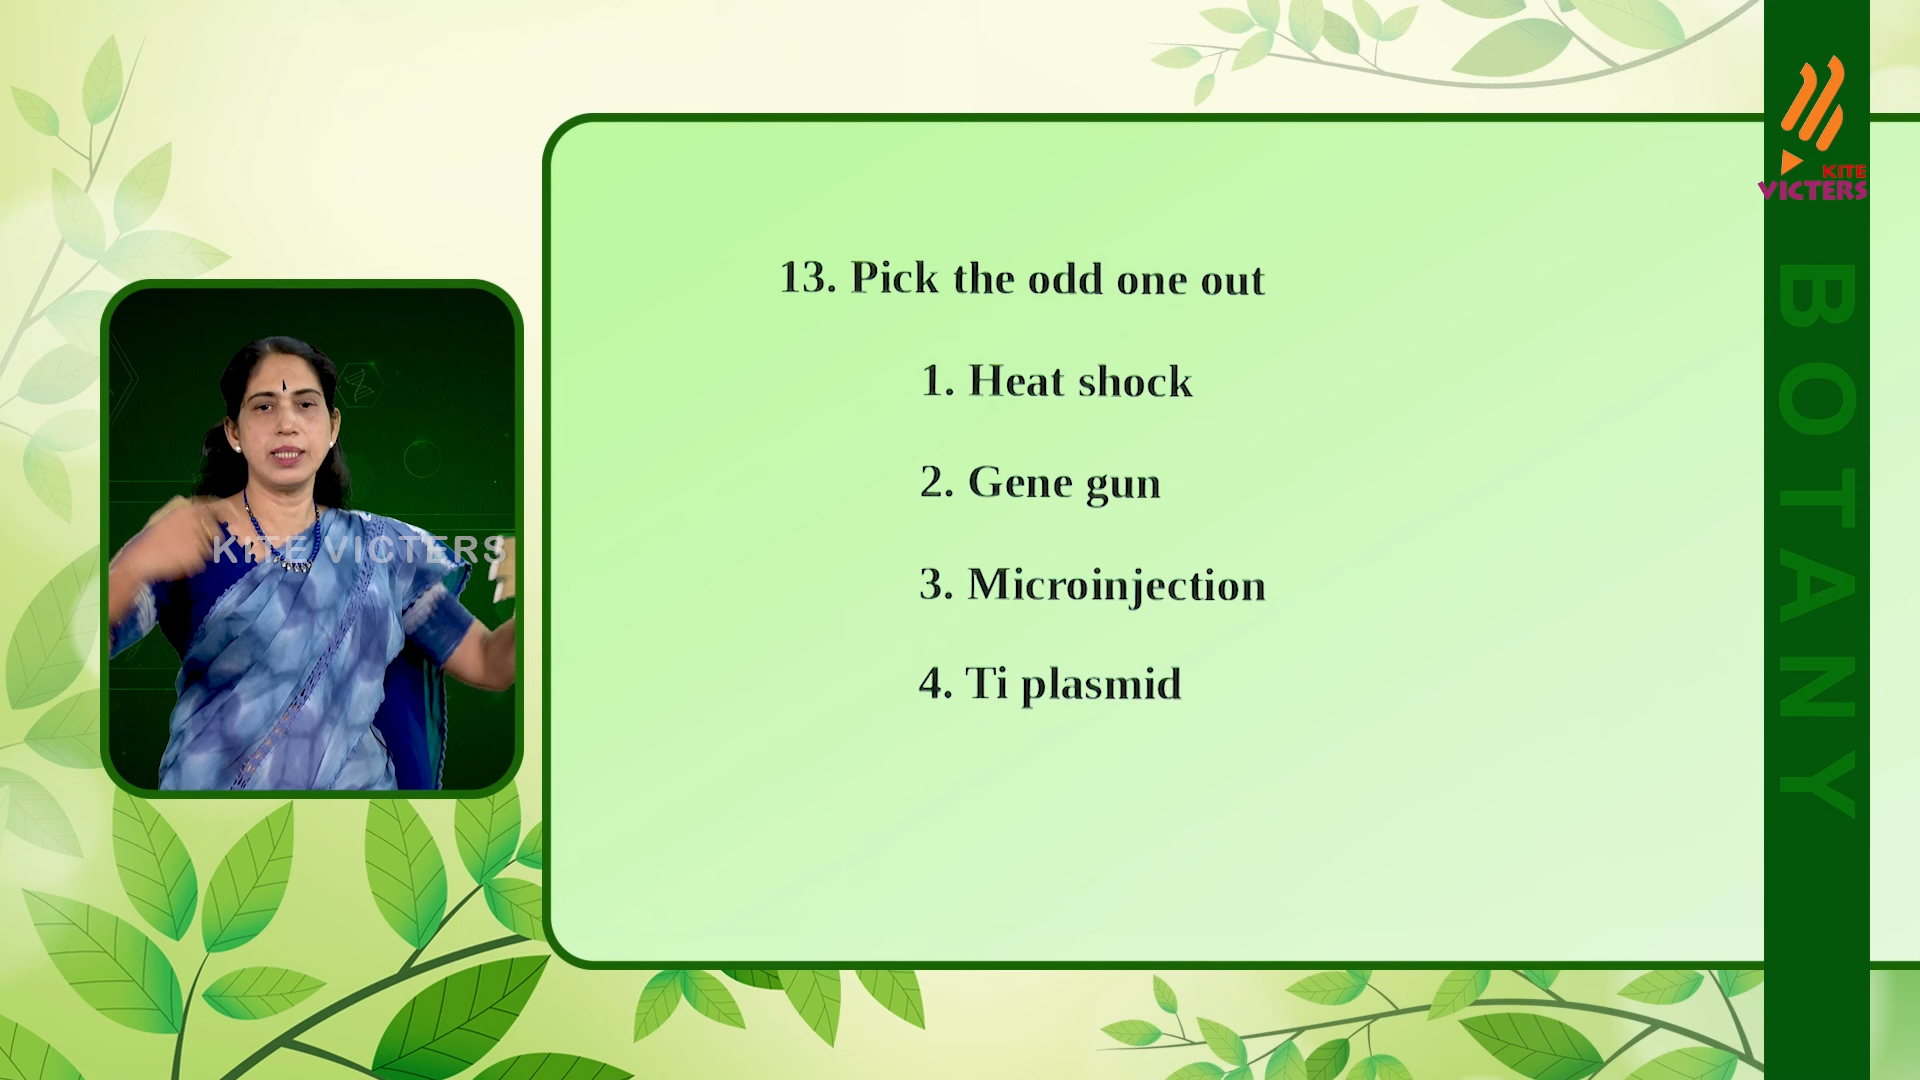 13. Pick the odd one out
1. Heat shock
2. Gene gun
3. Microinjection
4. Ti plasmid
KITE VICTERS
KITE
VICTERS
BOTANY